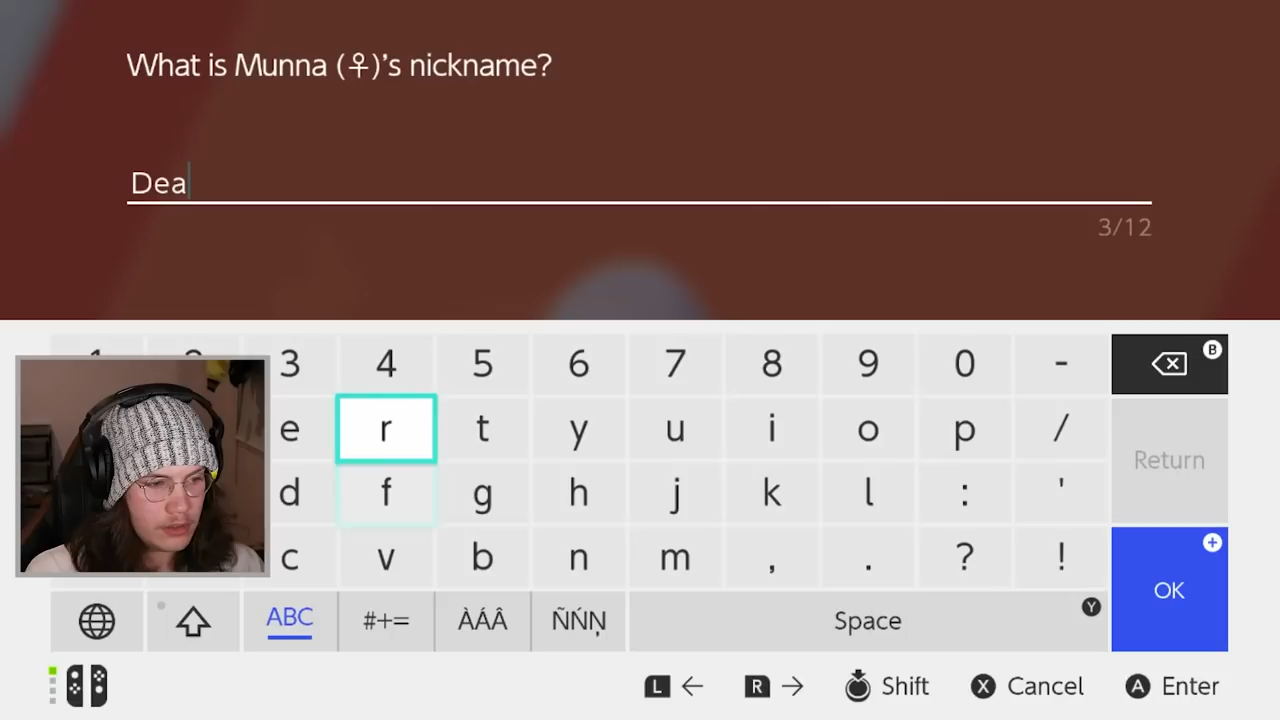 What is Munna (♀)'s nickname?
Dea
3/12
3 4 5 6 7 8 9 0 - B
e r t y u i o p / Return
d f g h j k l : '
c v b n m , . ? ! + OK
ABC #+= ÀÁÂ ÑŃŅ Space Y
L ← R → Shift X Cancel A Enter